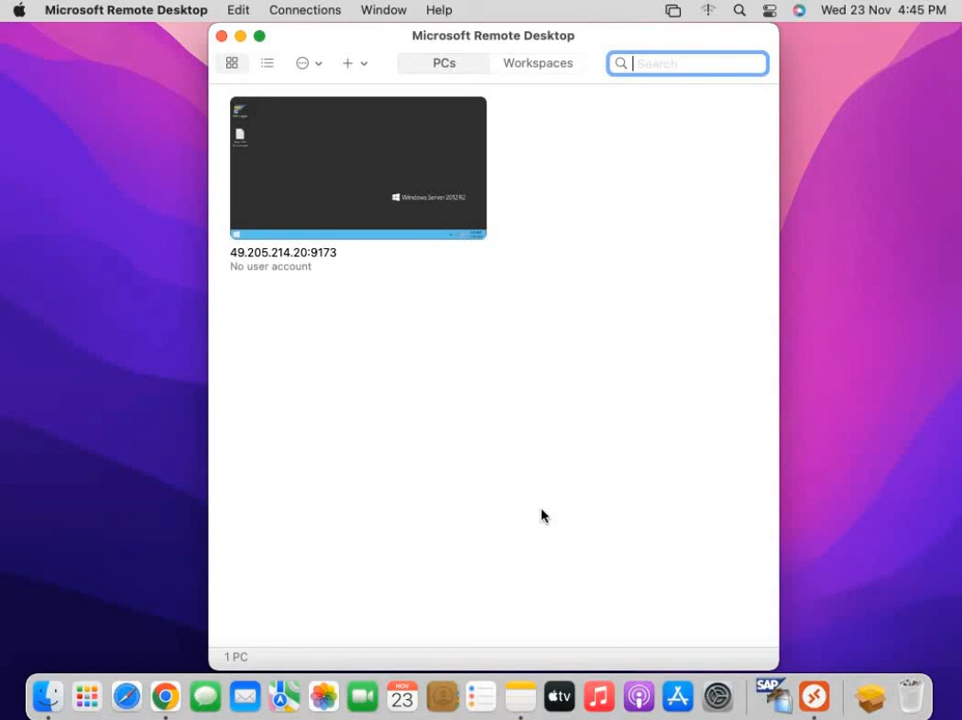 Microsoft Remote Desktop Edit Connections Window Help Wed 23 Nov 4:45 PM
Microsoft Remote Desktop
PCs Workspaces Search
Windows Server 2012 R2
49.205.214.20:9173
No user account
1 PC
NOV
23
tv
SAP